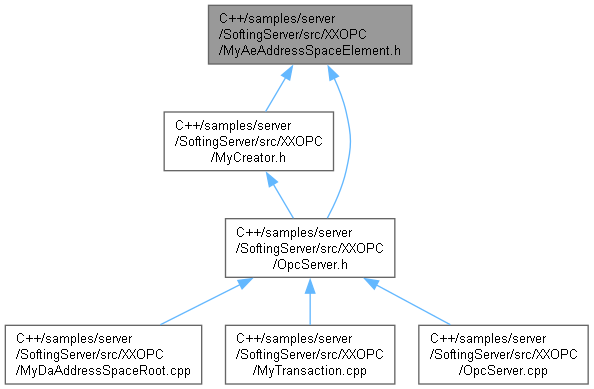 C++/samples/server
/SoftingServer/src/XXOPC
/MyAeAddressSpaceElement.h
C++/samples/server
/SoftingServer/src/XXOPC
/MyCreator.h
C++/samples/server
/SoftingServer/src/XXOPC
/OpcServer.h
C++/samples/server
/SoftingServer/src/XXOPC
/MyDaAddressSpaceRoot.cpp
C++/samples/server
/SoftingServer/src/XXOPC
/MyTransaction.cpp
C++/samples/server
/SoftingServer/src/XXOPC
/OpcServer.cpp